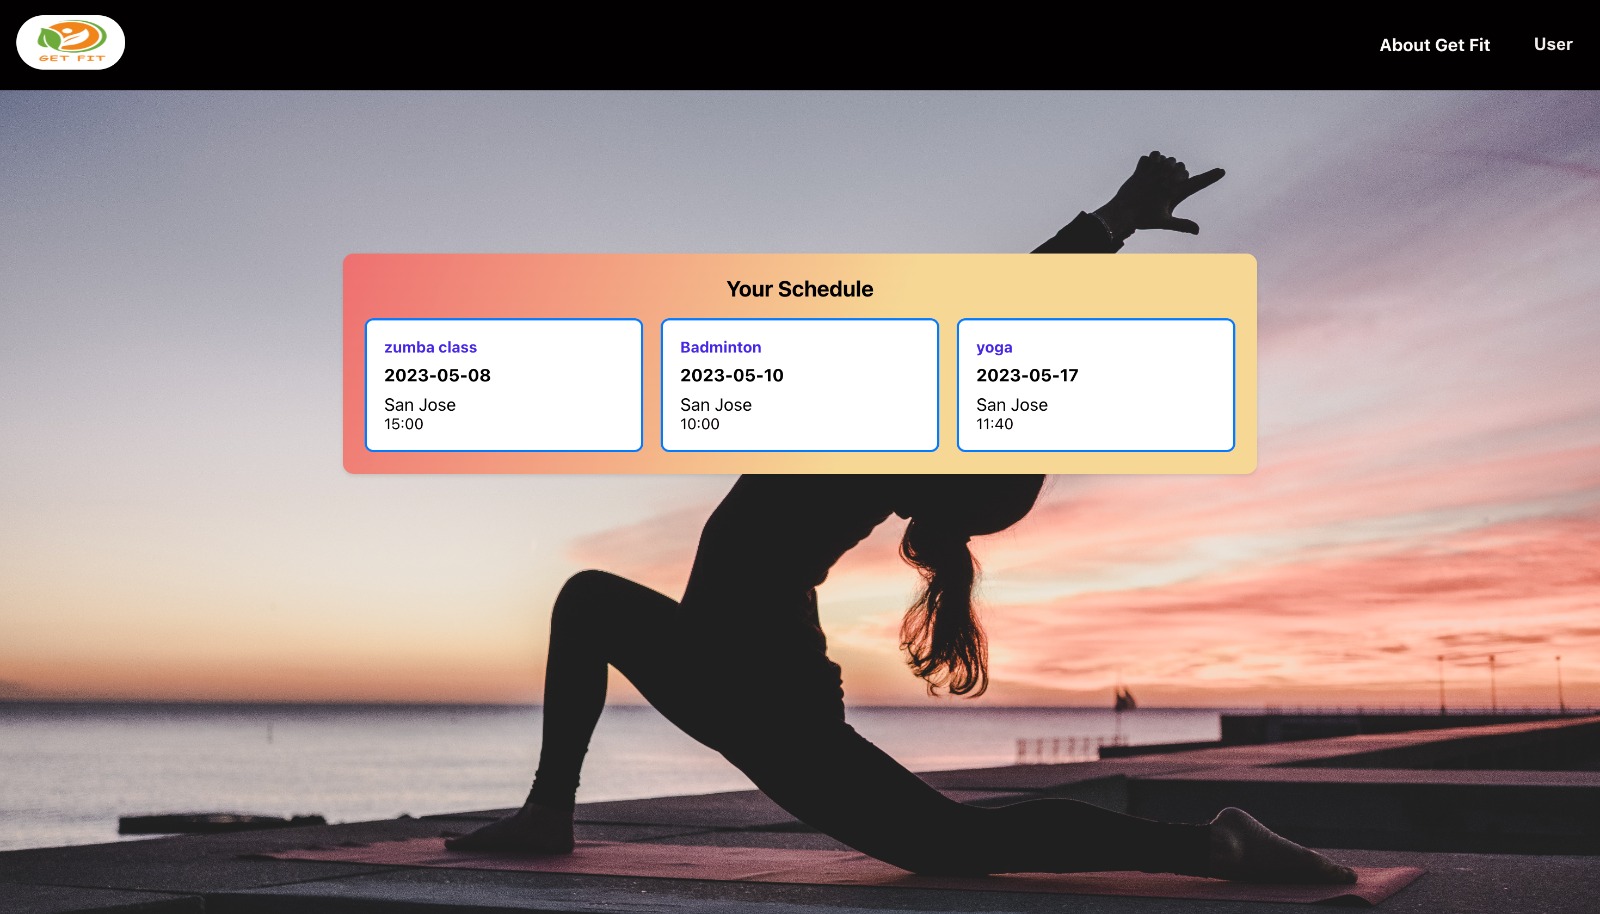 GET FIT
About Get Fit
User
Your Schedule
zumba class
2023-05-08
San Jose
15:00
Badminton
2023-05-10
San Jose
10:00
yoga
2023-05-17
San Jose
11:40